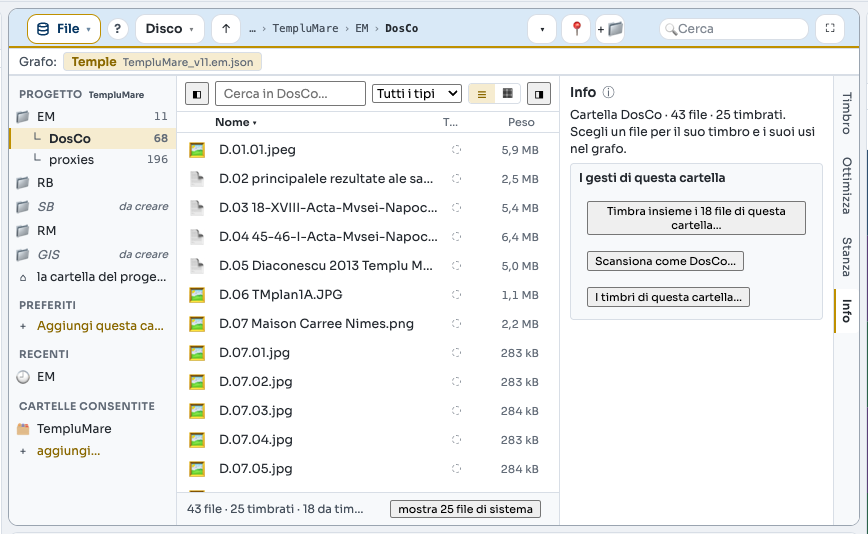 File ▾
?
Disco ▾
↑
… › TempluMare › EM › DosCo
▾
+
Cerca
Grafo: Temple TempluMare_v11.em.json
PROGETTO TempluMare
EM 11
└ DosCo 68
└ proxies 196
RB
SB da creare
RM
GIS da creare
la cartella del proge...
PREFERITI
+ Aggiungi questa ca...
RECENTI
EM
CARTELLE CONSENTITE
TempluMare
+ aggiungi...
Cerca in DosCo...
Tutti i tipi
Nome ▾ T... Peso
D.01.01.jpeg 5,9 MB
D.02 principalele rezultate ale sa... 2,5 MB
D.03 18-XVIII-Acta-Mvsei-Napoc... 5,4 MB
D.04 45-46-I-Acta-Mvsei-Napoc... 6,4 MB
D.05 Diaconescu 2013 Templu M... 5,0 MB
D.06 TMplan1A.JPG 1,1 MB
D.07 Maison Carree Nimes.png 2,2 MB
D.07.01.jpg 283 kB
D.07.02.jpg 283 kB
D.07.03.jpg 284 kB
D.07.04.jpg 283 kB
D.07.05.jpg 284 kB
43 file · 25 timbrati · 18 da tim...
mostra 25 file di sistema
Info ⓘ
Cartella DosCo · 43 file · 25 timbrati.
Scegli un file per il suo timbro e i suoi usi
nel grafo.
I gesti di questa cartella
Timbra insieme i 18 file di questa
cartella...
Scansiona come DosCo...
I timbri di questa cartella...
Timbro
Ottimizza
Stanza
Info